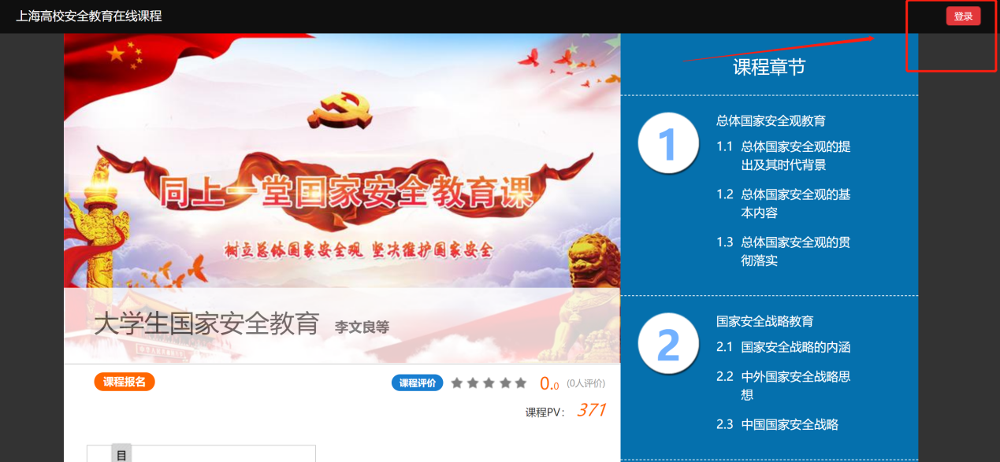 上海高校安全教育在线课程
登录
同上一堂国家安全教育课
树立总体国家安全观 坚决维护国家安全
大学生国家安全教育 李文良等
课程报名
课程评价 0.0 (0人评价)
课程PV： 371
目
课程章节
1
总体国家安全观教育
1.1 总体国家安全观的提
出及其时代背景
1.2 总体国家安全观的基
本内容
1.3 总体国家安全观的贯
彻落实
2
国家安全战略教育
2.1 国家安全战略的内涵
2.2 中外国家安全战略思
想
2.3 中国国家安全战略